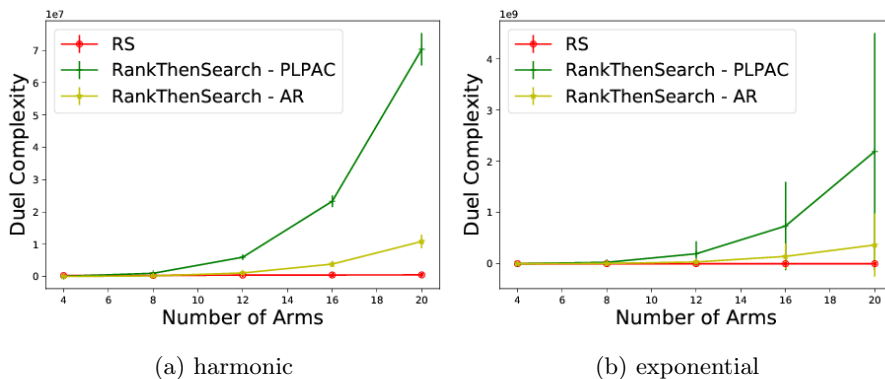 1e7
RS
RankThenSearch - PLPAC
RankThenSearch - AR
Duel Complexity
7
6
5
4
3
2
1
0
4 6 8 10 12 14 16 18 20
Number of Arms
(a) harmonic
1e9
RS
RankThenSearch - PLPAC
RankThenSearch - AR
Duel Complexity
4
3
2
1
0
4 6 8 10 12 14 16 18 20
Number of Arms
(b) exponential